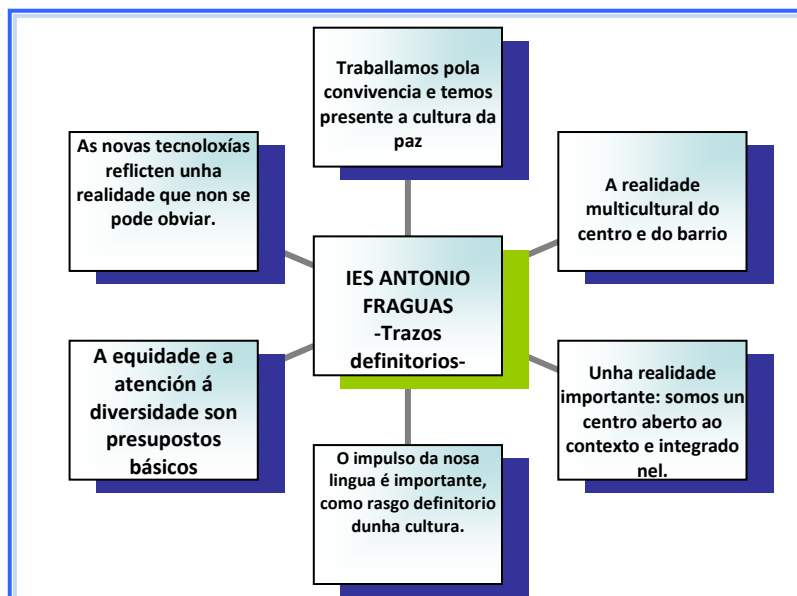 Traballamos pola
convivencia e temos
presente a cultura da
paz
As novas tecnoloxías
reflicten unha
realidade que non se
pode obviar.
A realidade
multicultural do
centro e do barrio
IES ANTONIO
FRAGUAS
-Trazos
definitorios-
A equidade e a
atención á
diversidade son
presupostos
básicos
Unha realidade
importante: somos un
centro aberto ao
contexto e integrado
nel.
O impulso da nosa
lingua é importante,
como rasgo definitorio
dunha cultura.